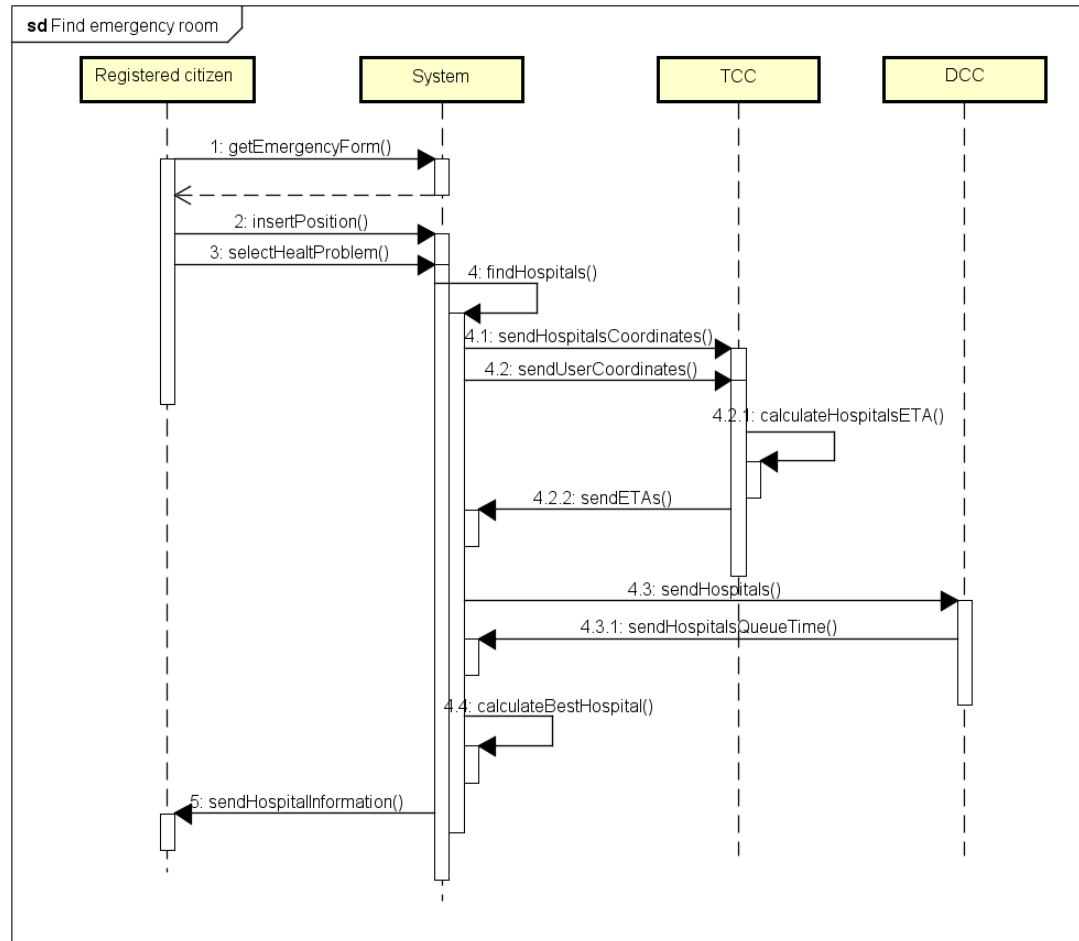 sd Find emergency room
Registered citizen
System
TCC
DCC
1: getEmergencyForm()
2: insertPosition()
3: selectHealtProblem()
4: findHospitals()
4.1: sendHospitalsCoordinates()
4.2: sendUserCoordinates()
4.2.1: calculateHospitalsETA()
4.2.2: sendETAs()
4.3: sendHospitals()
4.3.1: sendHospitalsQueueTime()
4.4: calculateBestHospital()
5: sendHospitalInformation()